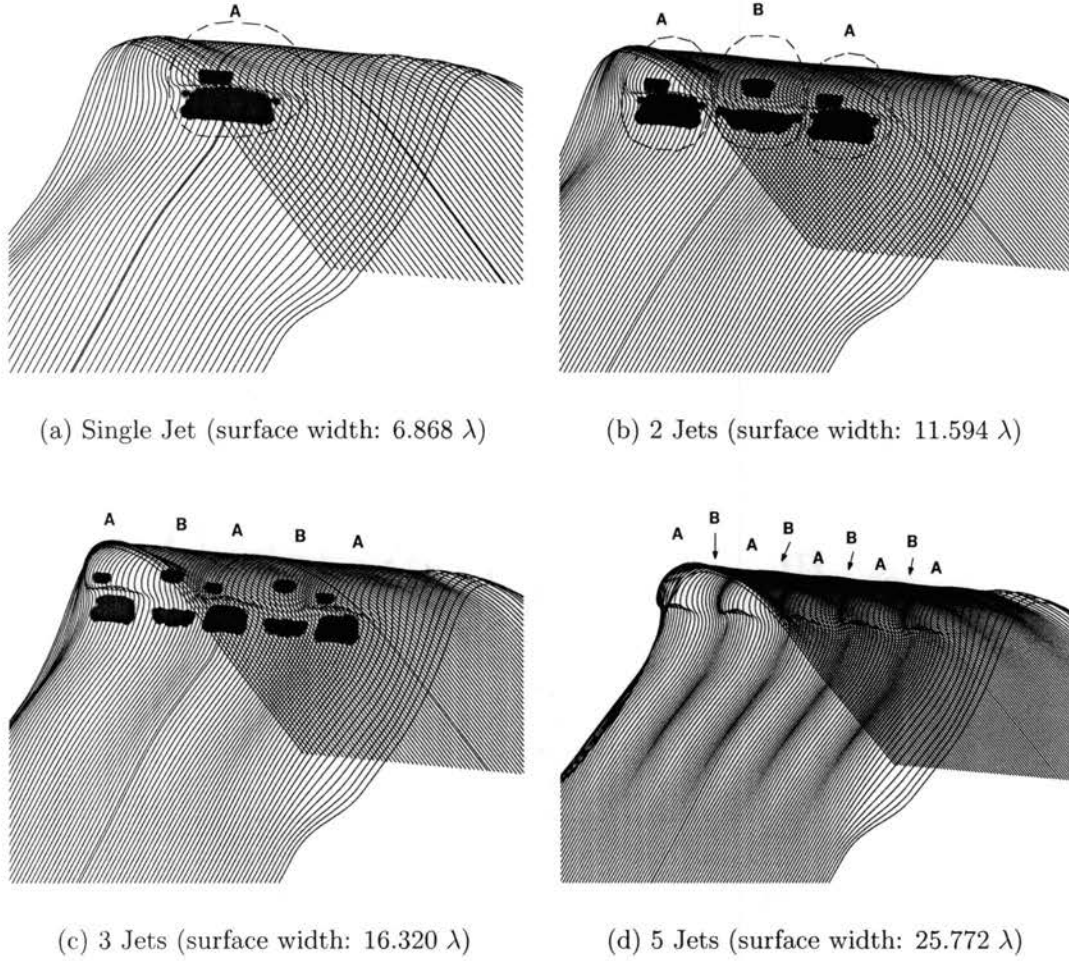 A
A B A
(a) Single Jet (surface width: 6.868 λ)
(b) 2 Jets (surface width: 11.594 λ)
A B A B A
A B A B A B A B A
(c) 3 Jets (surface width: 16.320 λ)
(d) 5 Jets (surface width: 25.772 λ)